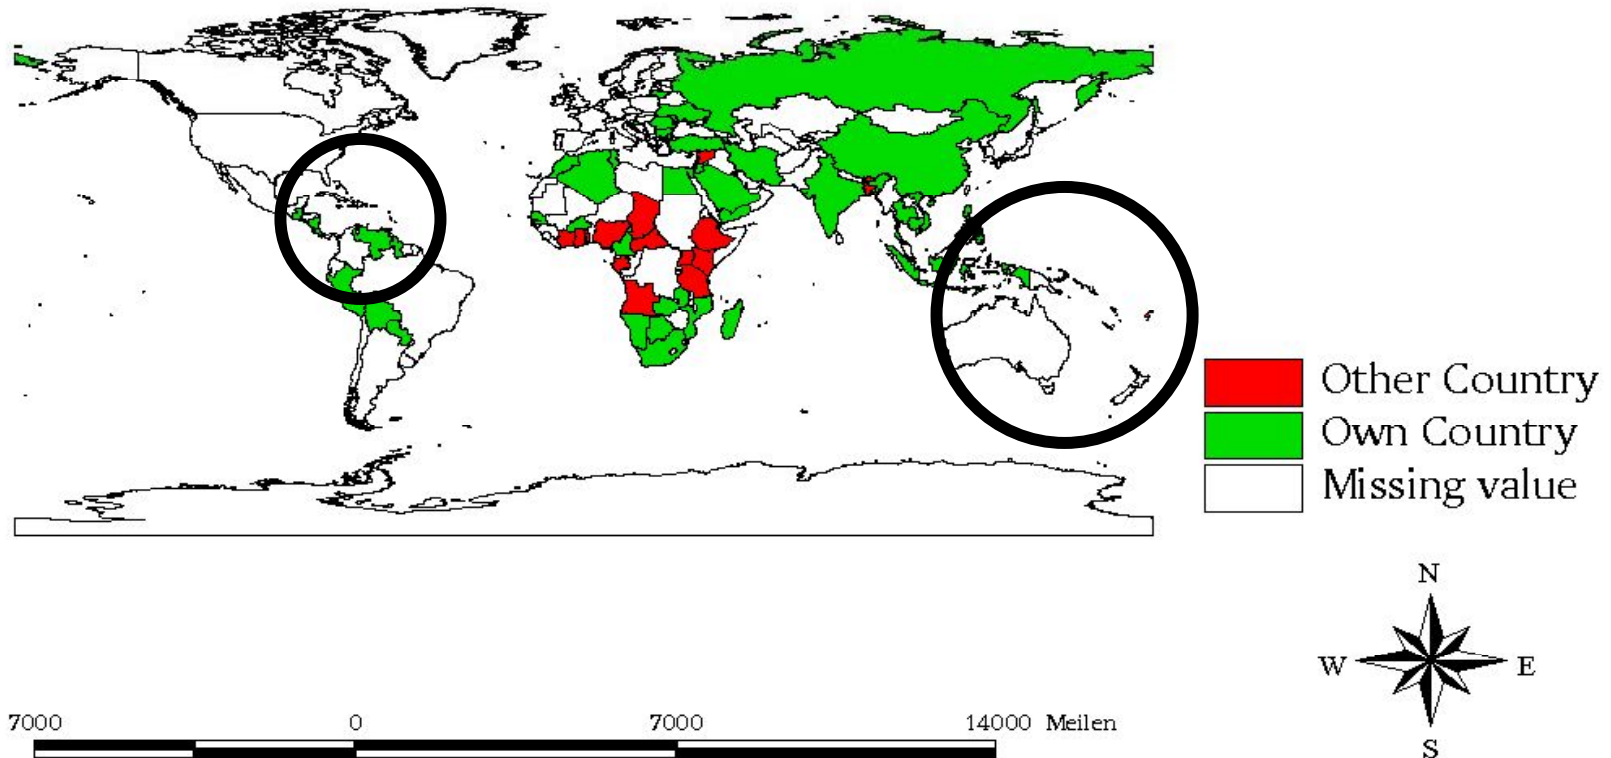 Other Country
Own Country
Missing value
N
W E
S
7000 0 7000 14000 Meilen